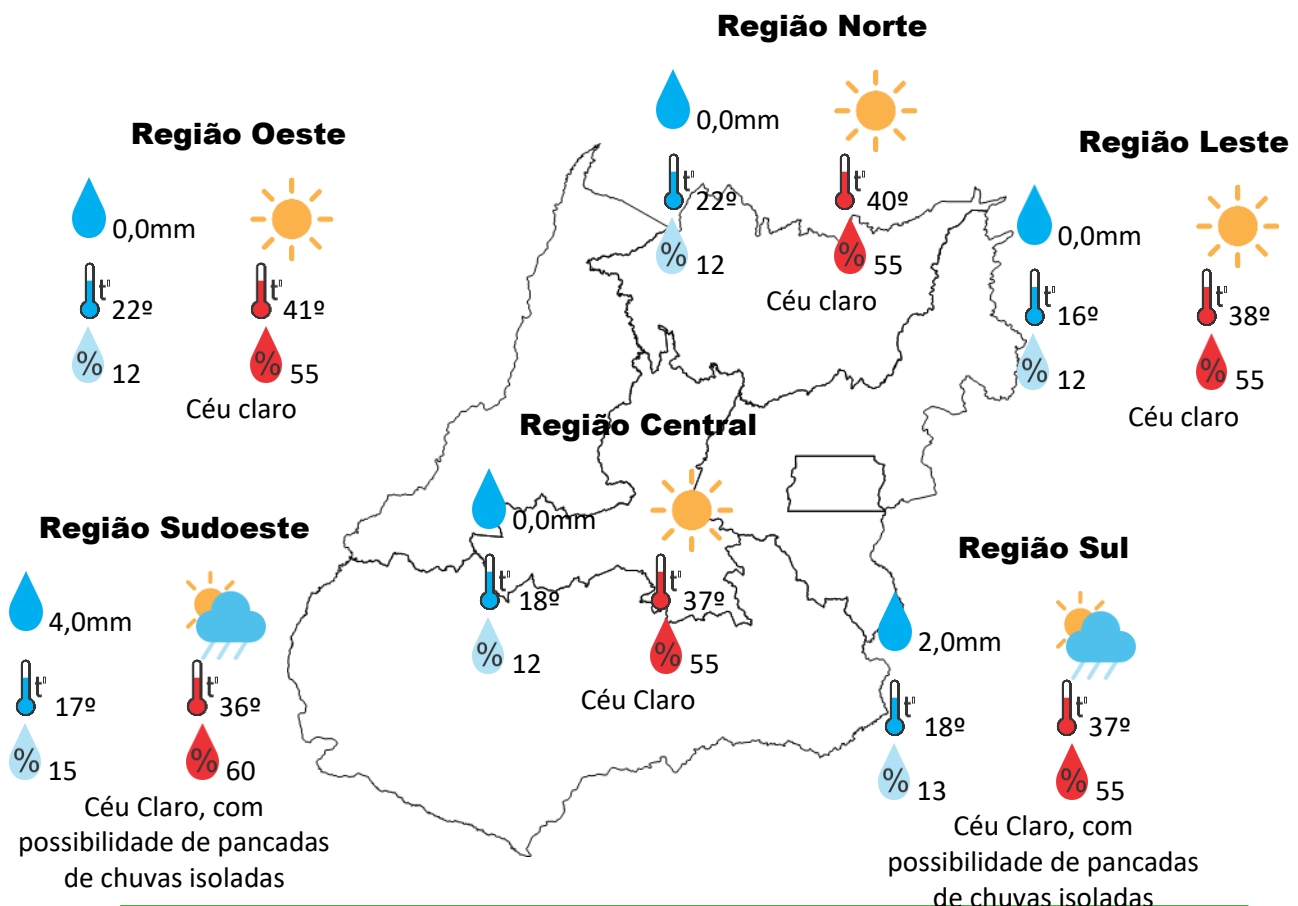 Região Norte
0,0mm
t°
22º
t°
40º
% 12
% 55
Céu claro
Região Oeste
0,0mm
t°
22º
t°
41º
% 12
% 55
Céu claro
Região Leste
0,0mm
t°
16º
t°
38º
% 12
% 55
Céu claro
Região Central
0,0mm
t°
18º
t°
37º
% 12
% 55
Céu Claro
Região Sudoeste
4,0mm
t°
17º
t°
36º
% 15
% 60
Céu Claro, com
possibilidade de pancadas
de chuvas isoladas
Região Sul
2,0mm
t°
18º
t°
37º
% 13
% 55
Céu Claro, com
possibilidade de pancadas
de chuvas isoladas